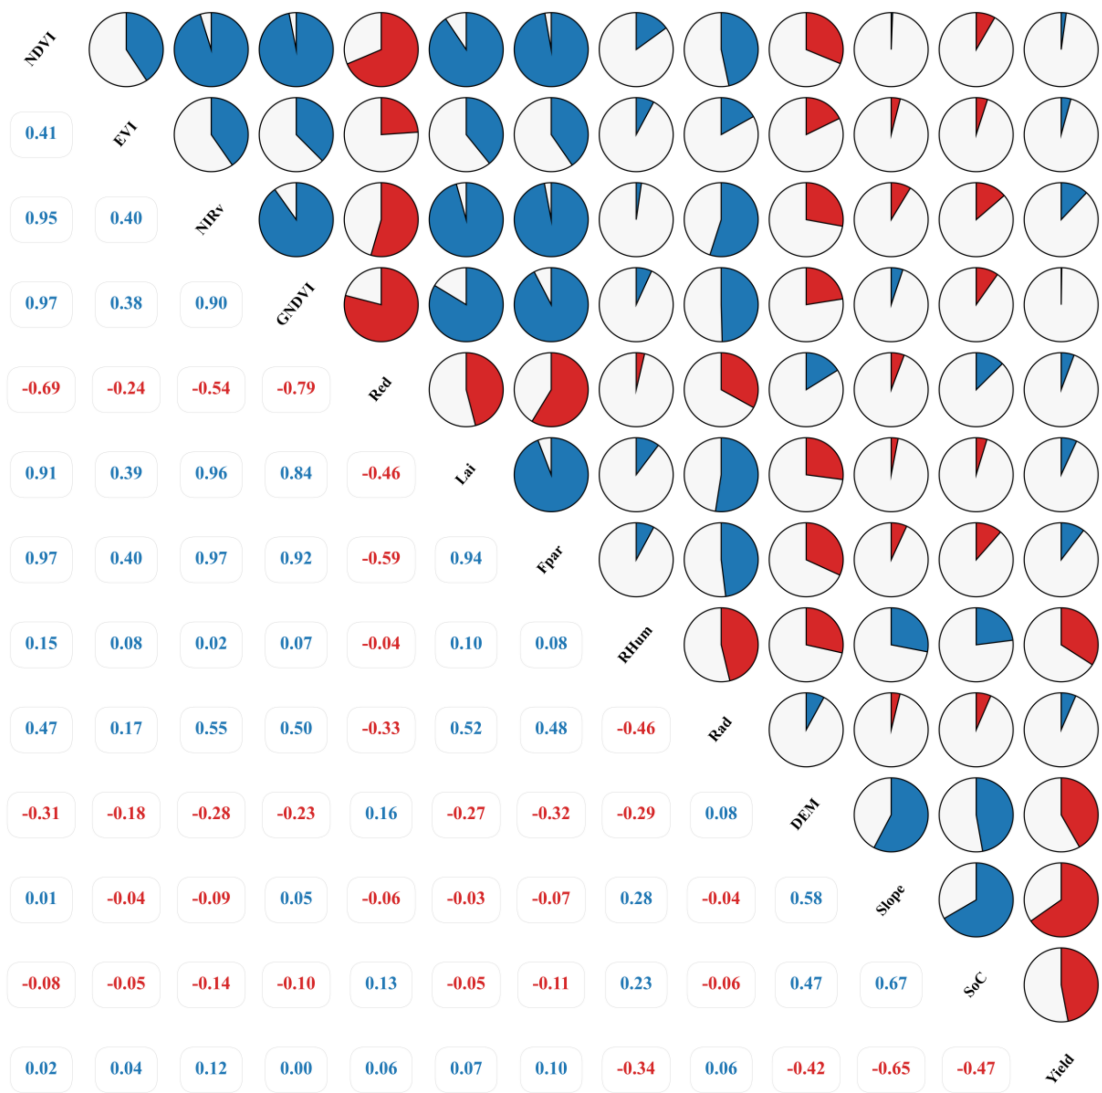 NDVI
0.41 EVI
0.95 0.40 NIRv
0.97 0.38 0.90 GNDVI
-0.69 -0.24 -0.54 -0.79 Red
0.91 0.39 0.96 0.84 -0.46 Lai
0.97 0.40 0.97 0.92 -0.59 0.94 Fpar
0.15 0.08 0.02 0.07 -0.04 0.10 0.08 RHum
0.47 0.17 0.55 0.50 -0.33 0.52 0.48 -0.46 Rad
-0.31 -0.18 -0.28 -0.23 0.16 -0.27 -0.32 -0.29 0.08 DEM
0.01 -0.04 -0.09 0.05 -0.06 -0.03 -0.07 0.28 -0.04 0.58 Slope
-0.08 -0.05 -0.14 -0.10 0.13 -0.05 -0.11 0.23 -0.06 0.47 0.67 SoC
0.02 0.04 0.12 0.00 0.06 0.07 0.10 -0.34 0.06 -0.42 -0.65 -0.47 Yield